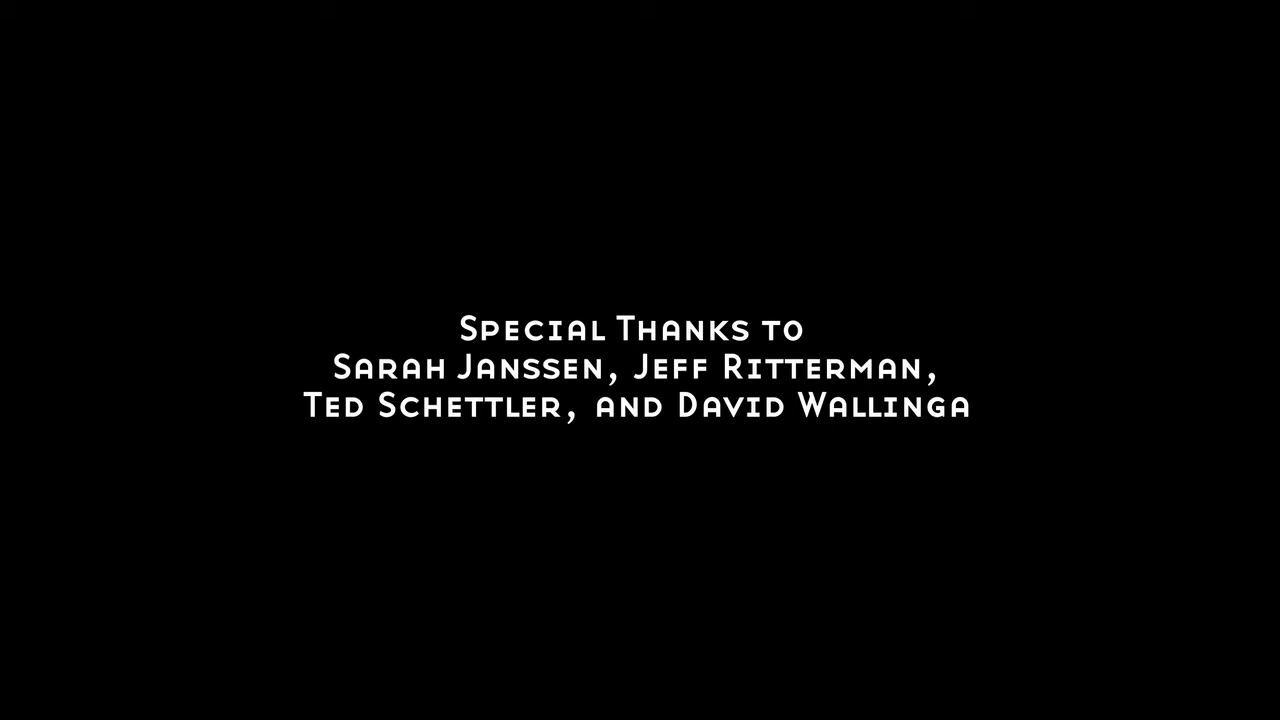 Special Thanks to
Sarah Janssen, Jeff Ritterman,
Ted Schettler, and David Wallinga